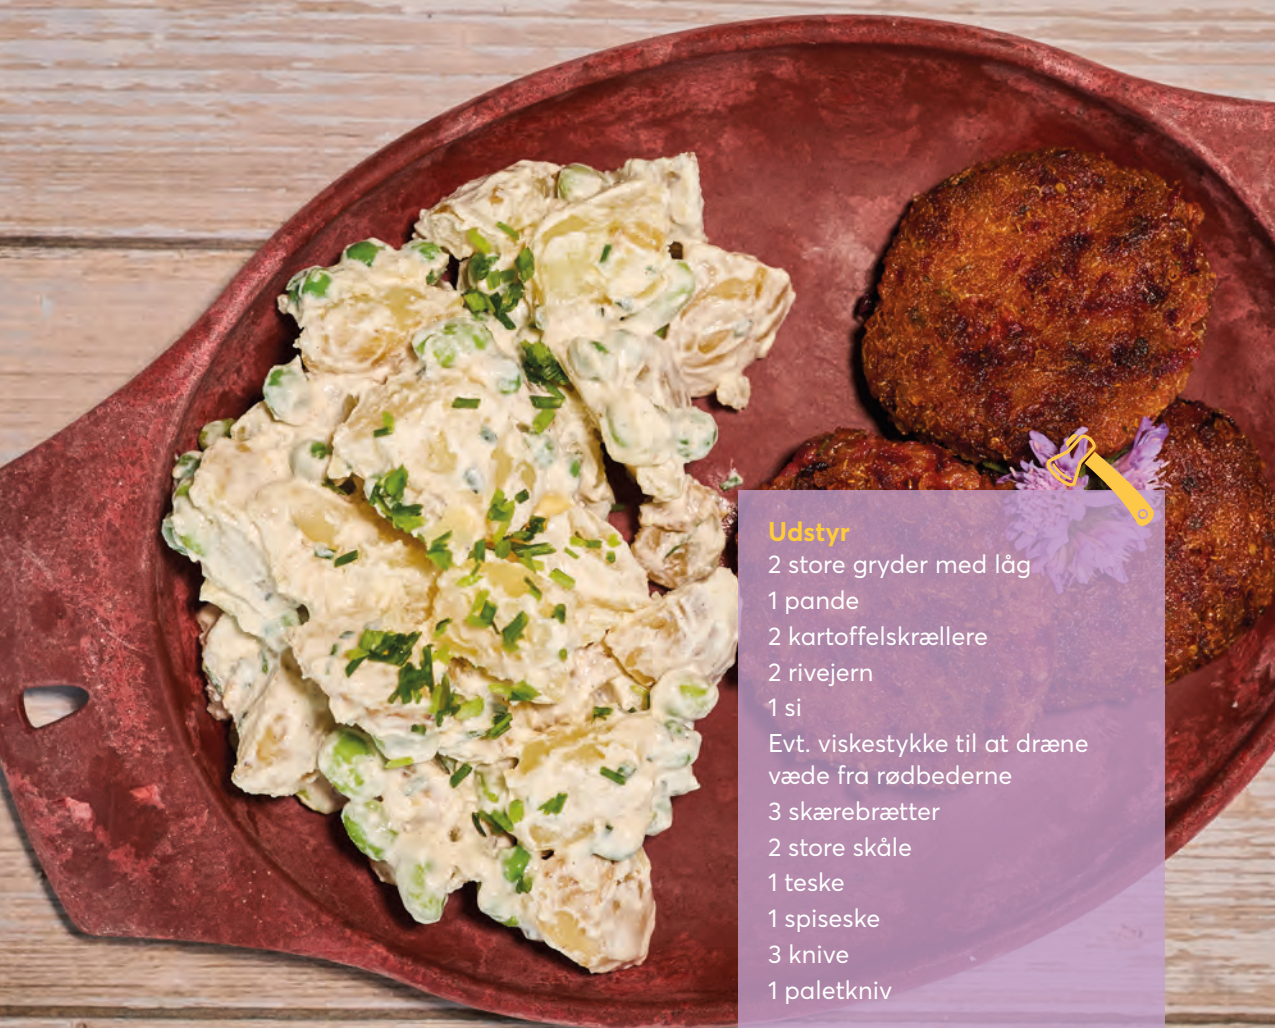 Udstyr
2 store gryder med låg
1 pande
2 kartoffelskrællere
2 rivejern
1 si
Evt. viskestykke til at dræne
væde fra rødbederne
3 skærebrætter
2 store skåle
1 teske
1 spiseske
3 knive
1 paletkniv